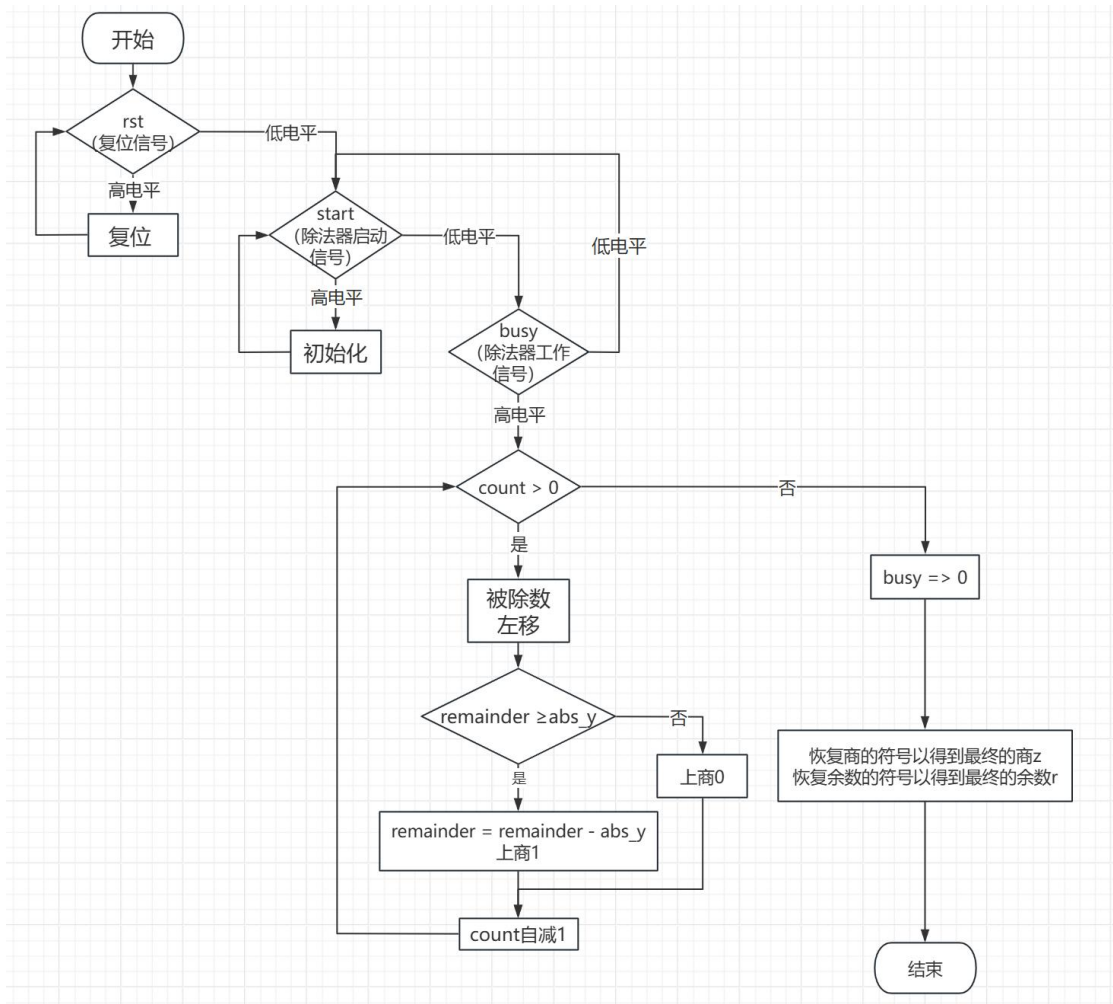 开始
rst
（复位信号）
低电平
高电平
复位
start
（除法器启动
信号）
低电平
低电平
高电平
初始化
busy
（除法器工作
信号）
高电平
count > 0
否
是
被除数
左移
busy => 0
remainder ≥abs_y
否
是
上商0
恢复商的符号以得到最终的商z
恢复余数的符号以得到最终的余数r
remainder = remainder - abs_y
上商1
count自减1
结束